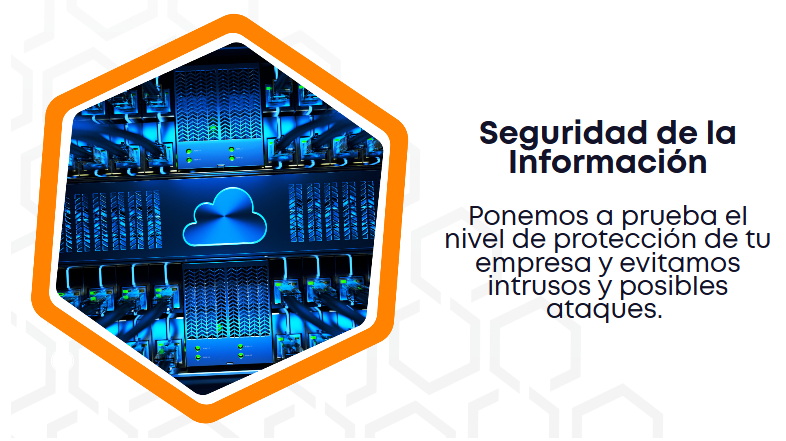 Seguridad de la
Información
Ponemos a prueba el
nivel de protección de tu
empresa y evitamos
intrusos y posibles
ataques.